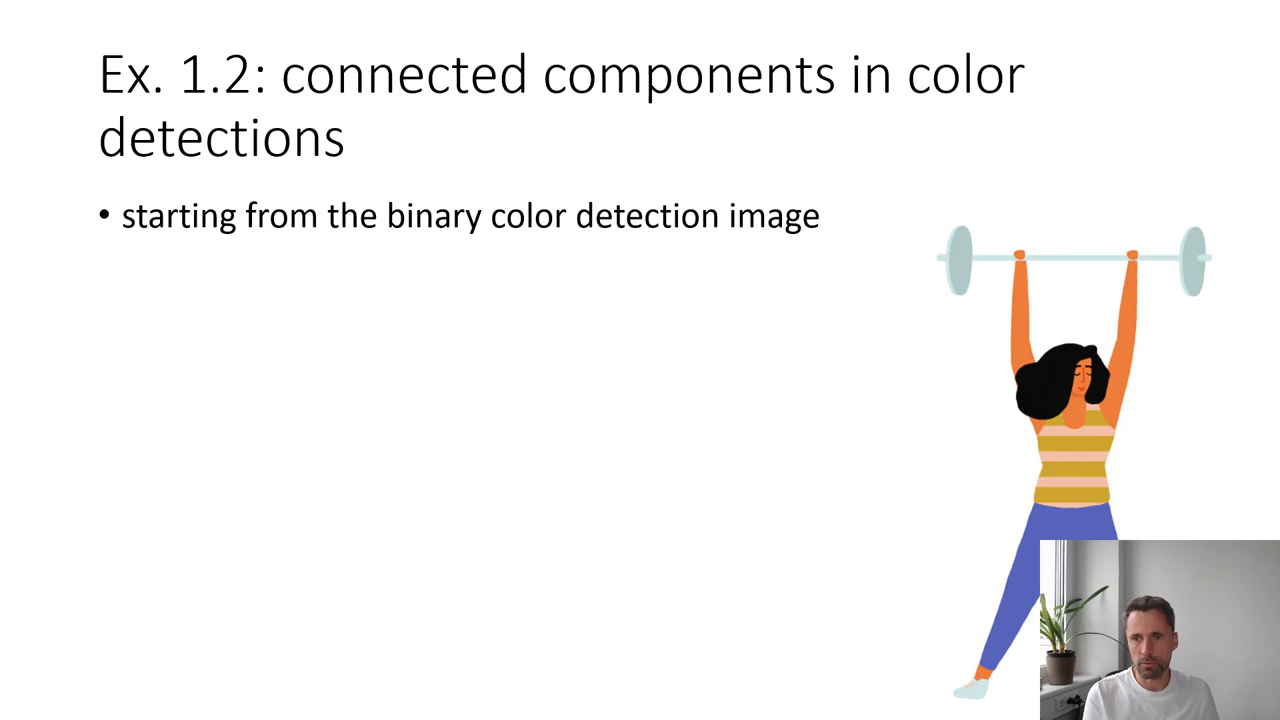 Ex. 1.2: connected components in color
detections
• starting from the binary color detection image